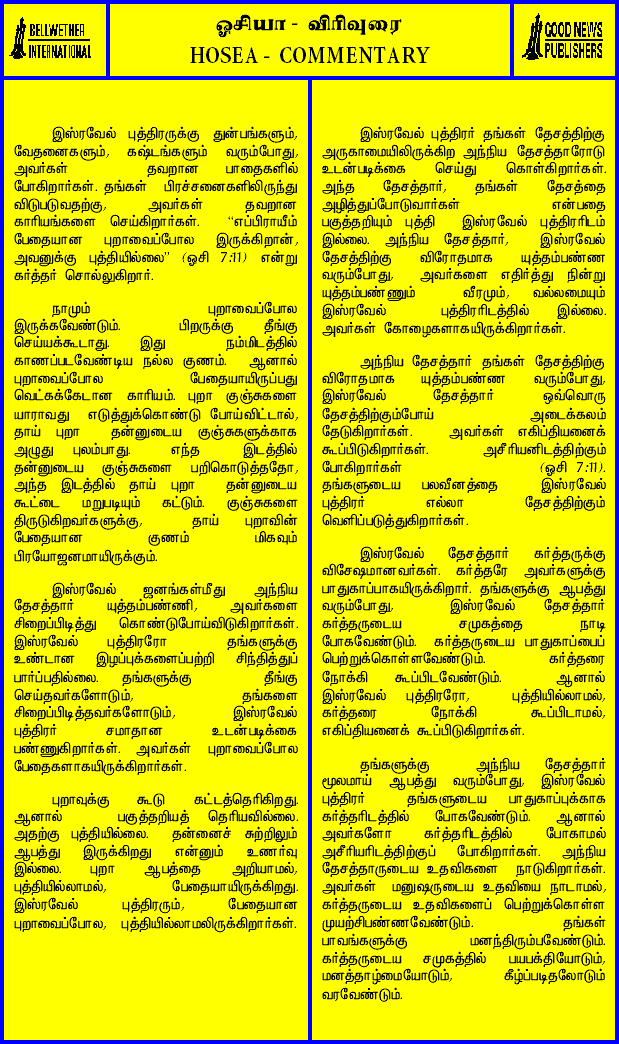 BELLWETHER
INTERNATIONAL
ஓசியா - விரிவுரை
HOSEA - COMMENTARY
GOOD NEWS
PUBLISHERS
இஸ்ரவேல் புத்திரருக்கு துன்பங்களும்,
வேதனைகளும், கஷ்டங்களும் வரும்போது,
அவர்கள் தவறான பாதைகளில்
போகிறார்கள். தங்கள் பிரச்சனைகளிலிருந்து
விடுபடுவதற்கு, அவர்கள் தவறான
காரியங்களை செய்கிறார்கள். “எப்பிராயீம்
பேதையான புறாவைப்போல இருக்கிறான்,
அவனுக்கு புத்தியில்லை” (ஓசி 7:11) என்று
கர்த்தர் சொல்லுகிறார்.
நாமும் புறாவைப்போல
இருக்கவேண்டும். பிறருக்கு தீங்கு
செய்யக்கூடாது. இது நம்மிடத்தில்
காணப்படவேண்டிய நல்ல குணம். ஆனால்
புறாவைப்போல பேதையாயிருப்பது
வெட்கக்கேடான காரியம். புறா குஞ்சுகளை
யாராவது எடுத்துக்கொண்டு போய்விட்டால்,
தாய் புறா தன்னுடைய குஞ்சுகளுக்காக
அழுது புலம்பாது. எந்த இடத்தில்
தன்னுடைய குஞ்சுகளை பறிகொடுத்ததோ,
அந்த இடத்தில் தாய் புறா தன்னுடைய
கூட்டை மறுபடியும் கட்டும். குஞ்சுகளை
திருடுகிறவர்களுக்கு, தாய் புறாவின்
பேதையான குணம் மிகவும்
பிரயோஜனமாயிருக்கும்.
இஸ்ரவேல் ஜனங்கள்மீது அந்நிய
தேசத்தார் யுத்தம்பண்ணி, அவர்களை
சிறைப்பிடித்து கொண்டுபோய்விடுகிறார்கள்.
இஸ்ரவேல் புத்திரரோ தங்களுக்கு
உண்டான இழப்புக்களைப்பற்றி சிந்தித்துப்
பார்ப்பதில்லை. தங்களுக்கு தீங்கு
செய்தவர்களோடும், தங்களை
சிறைப்பிடித்தவர்களோடும், இஸ்ரவேல்
புத்திரர் சமாதான உடன்படிக்கை
பண்ணுகிறார்கள். அவர்கள் புறாவைப்போல
பேதைகளாகயிருக்கிறார்கள்.
புறாவுக்கு கூடு கட்டத்தெரிகிறது.
ஆனால் பகுத்தறியத் தெரியவில்லை.
அதற்கு புத்தியில்லை. தன்னைச் சுற்றிலும்
ஆபத்து இருக்கிறது என்னும் உணர்வு
இல்லை. புறா ஆபத்தை அறியாமல்,
புத்தியில்லாமல், பேதையாயிருக்கிறது.
இஸ்ரவேல் புத்திரரும், பேதையான
புறாவைப்போல, புத்தியில்லாமலிருக்கிறார்கள்.
இஸ்ரவேல் புத்திரர் தங்கள் தேசத்திற்கு
அருகாமையிலிருக்கிற அந்நிய தேசத்தாரோடு
உடன்படிக்கை செய்து கொள்கிறார்கள்.
அந்த தேசத்தார், தங்கள் தேசத்தை
அழித்துப்போடுவார்கள் என்பதை
பகுத்தறியும் புத்தி இஸ்ரவேல் புத்திரரிடம்
இல்லை. அந்நிய தேசத்தார், இஸ்ரவேல்
தேசத்திற்கு விரோதமாக யுத்தம்பண்ண
வரும்போது, அவர்களை எதிர்த்து நின்று
யுத்தம்பண்ணும் வீரமும், வல்லமையும்
இஸ்ரவேல் புத்திரரிடத்தில் இல்லை.
அவர்கள் கோழைகளாகயிருக்கிறார்கள்.
அந்நிய தேசத்தார் தங்கள் தேசத்திற்கு
விரோதமாக யுத்தம்பண்ண வரும்போது,
இஸ்ரவேல் தேசத்தார் ஒவ்வொரு
தேசத்திற்கும்போய் அடைக்கலம்
தேடுகிறார்கள். அவர்கள் எகிப்தியனைக்
கூப்பிடுகிறார்கள். அசீரியனிடத்திற்கும்
போகிறார்கள் (ஓசி 7:11).
தங்களுடைய பலவீனத்தை இஸ்ரவேல்
புத்திரர் எல்லா தேசத்திற்கும்
வெளிப்படுத்துகிறார்கள்.
இஸ்ரவேல் தேசத்தார் கர்த்தருக்கு
விசேஷமானவர்கள். கர்த்தரே அவர்களுக்கு
பாதுகாப்பாகயிருக்கிறார். தங்களுக்கு ஆபத்து
வரும்போது, இஸ்ரவேல் தேசத்தார்
கர்த்தருடைய சமுகத்தை நாடி
போகவேண்டும். கர்த்தருடைய பாதுகாப்பைப்
பெற்றுக்கொள்ளவேண்டும். கர்த்தரை
நோக்கி கூப்பிடவேண்டும். ஆனால்
இஸ்ரவேல் புத்திரரோ, புத்தியில்லாமல்,
கர்த்தரை நோக்கி கூப்பிடாமல்,
எகிப்தியனைக் கூப்பிடுகிறார்கள்.
தங்களுக்கு அந்நிய தேசத்தார்
மூலமாய் ஆபத்து வரும்போது, இஸ்ரவேல்
புத்திரர் தங்களுடைய பாதுகாப்புக்காக
கர்த்தரிடத்தில் போகவேண்டும். ஆனால்
அவர்களோ கர்த்தரிடத்தில் போகாமல்
அசீரியரிடத்திற்குப் போகிறார்கள். அந்நிய
தேசத்தாருடைய உதவிகளை நாடுகிறார்கள்.
அவர்கள் மனுஷருடைய உதவியை நாடாமல்,
கர்த்தருடைய உதவிகளைப் பெற்றுக்கொள்ள
முயற்சிபண்ணவேண்டும். தங்கள்
பாவங்களுக்கு மனந்திரும்பவேண்டும்.
கர்த்தருடைய சமுகத்தில் பயபக்தியோடும்,
மனத்தாழ்மையோடும், கீழ்ப்படிதலோடும்
வரவேண்டும்.